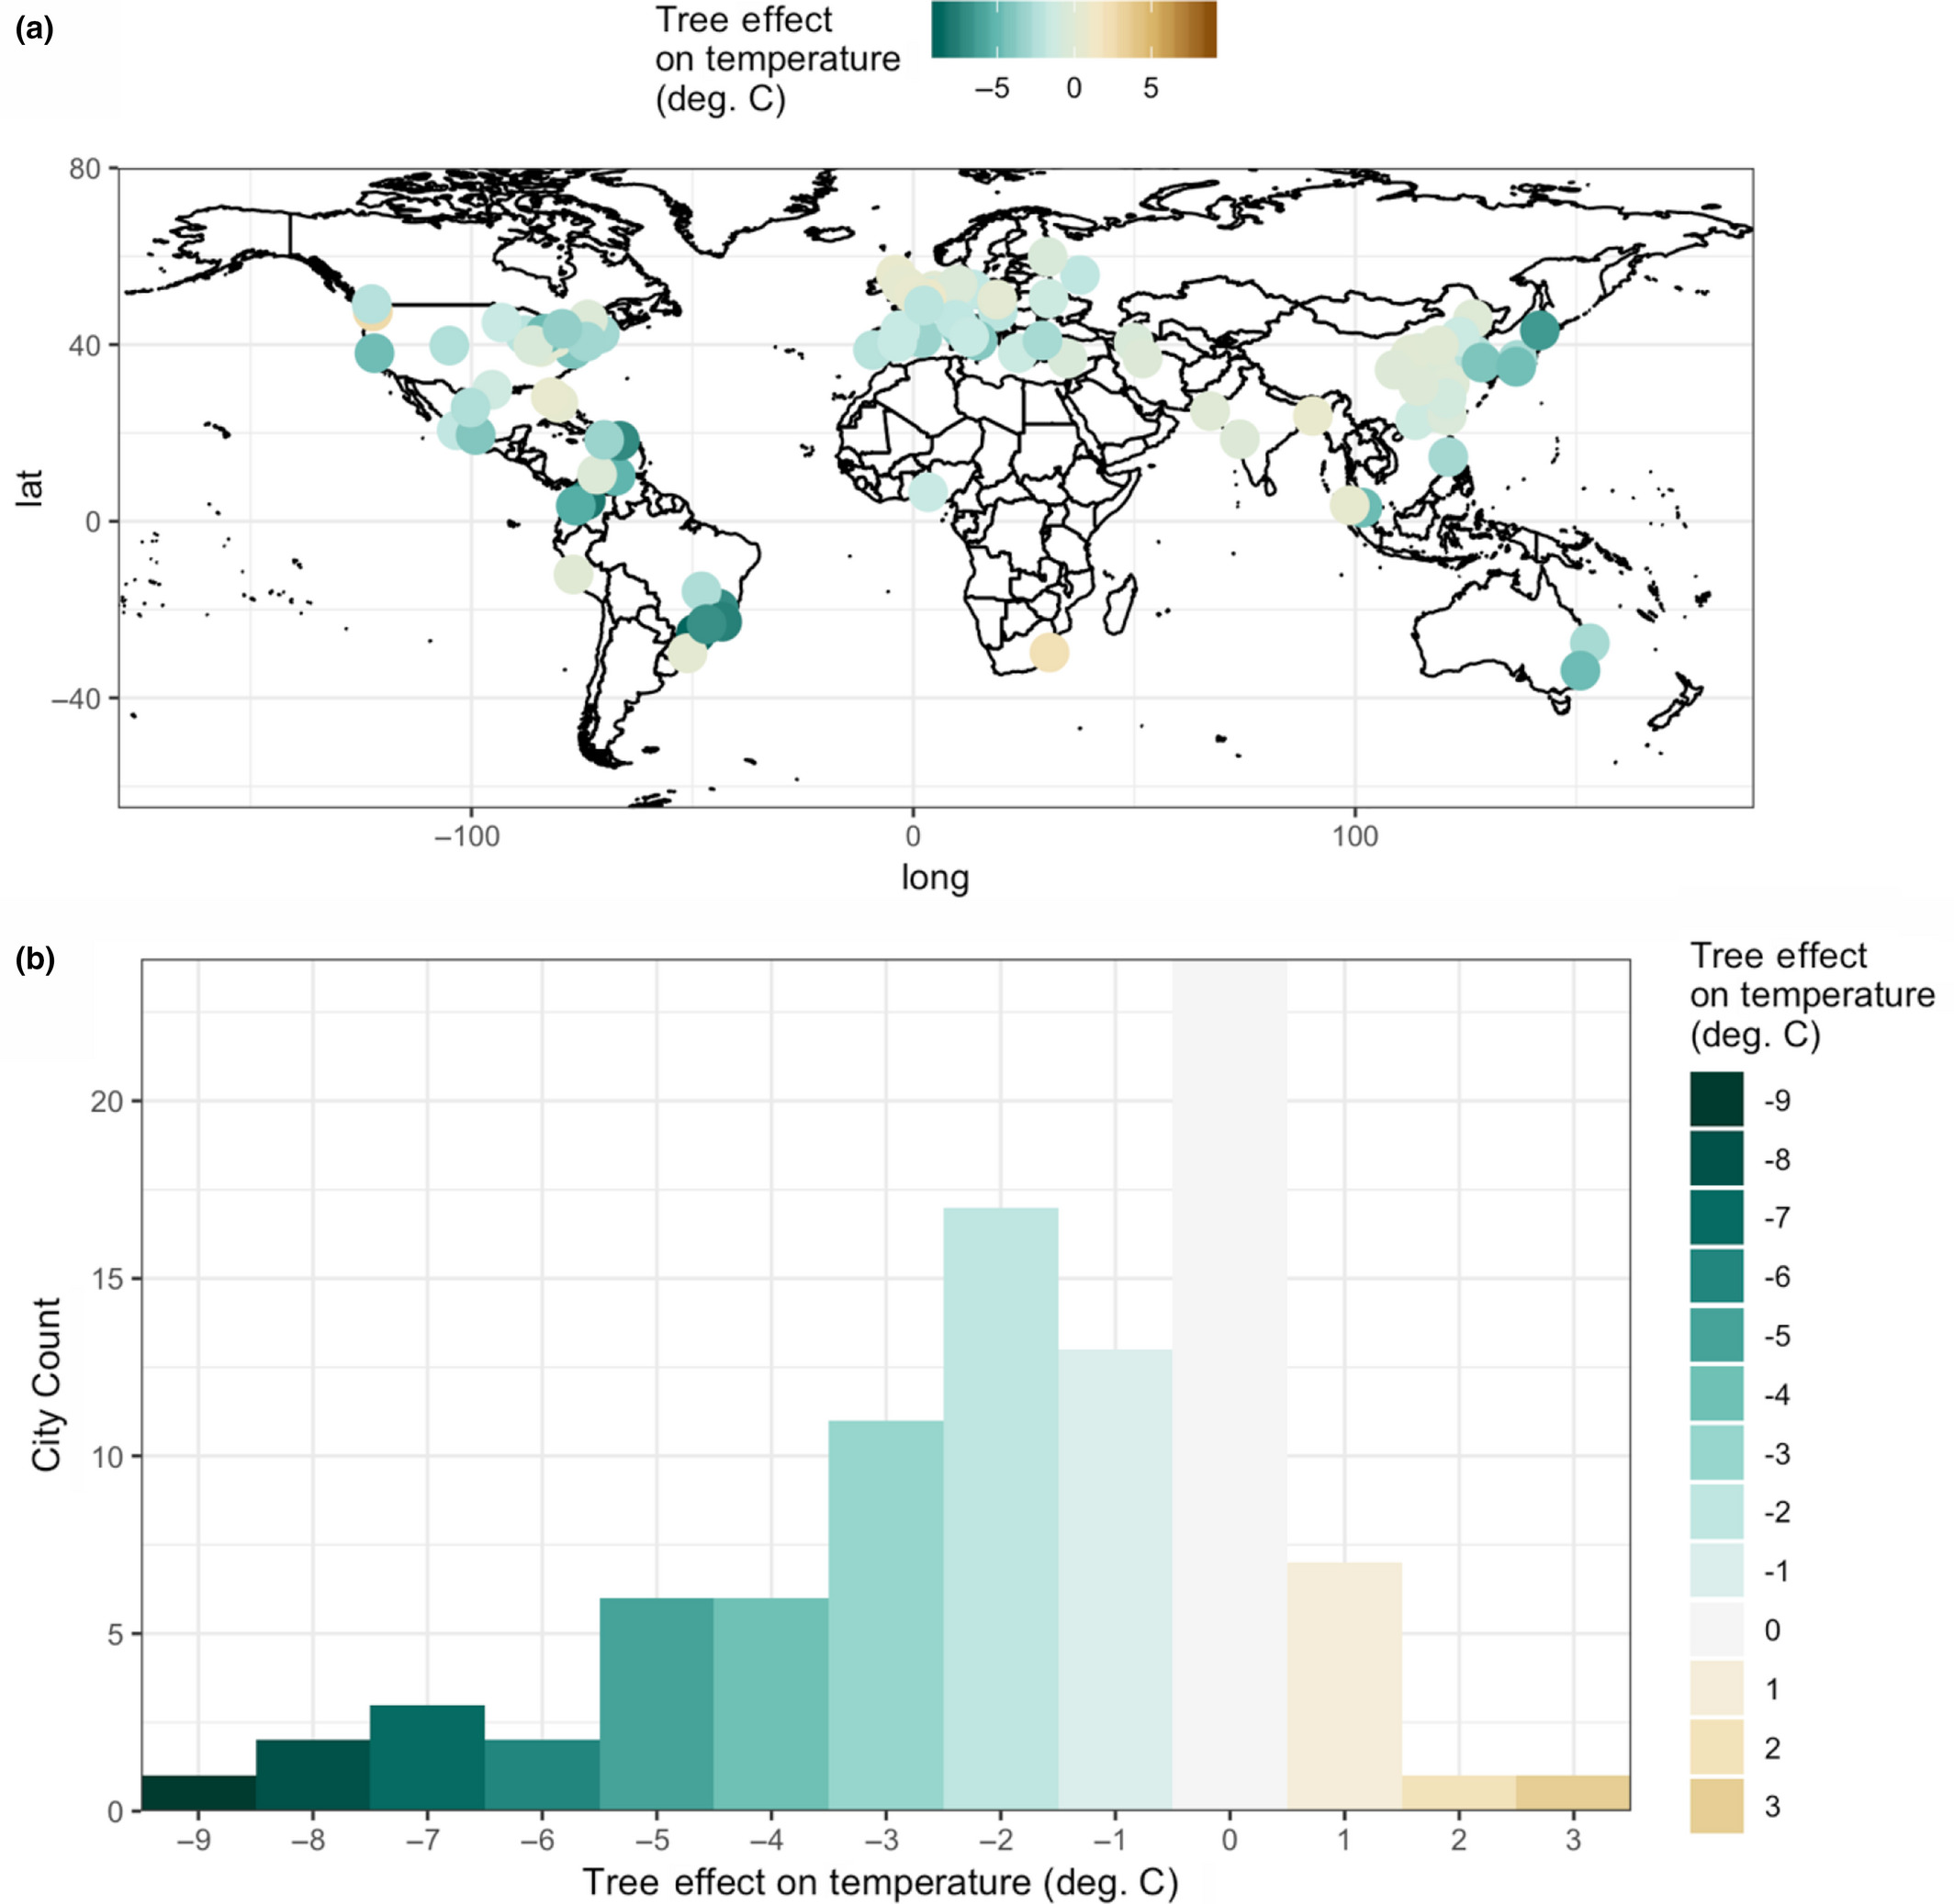 (a)
Tree effect
on temperature
(deg. C)
–5 0 5
80
40
0
–40
lat
–100 0 100
long
(b)
20
15
10
5
0
City Count
–9 –8 –7 –6 –5 –4 –3 –2 –1 0 1 2 3
Tree effect on temperature (deg. C)
Tree effect
on temperature
(deg. C)
-9
-8
-7
-6
-5
-4
-3
-2
-1
0
1
2
3